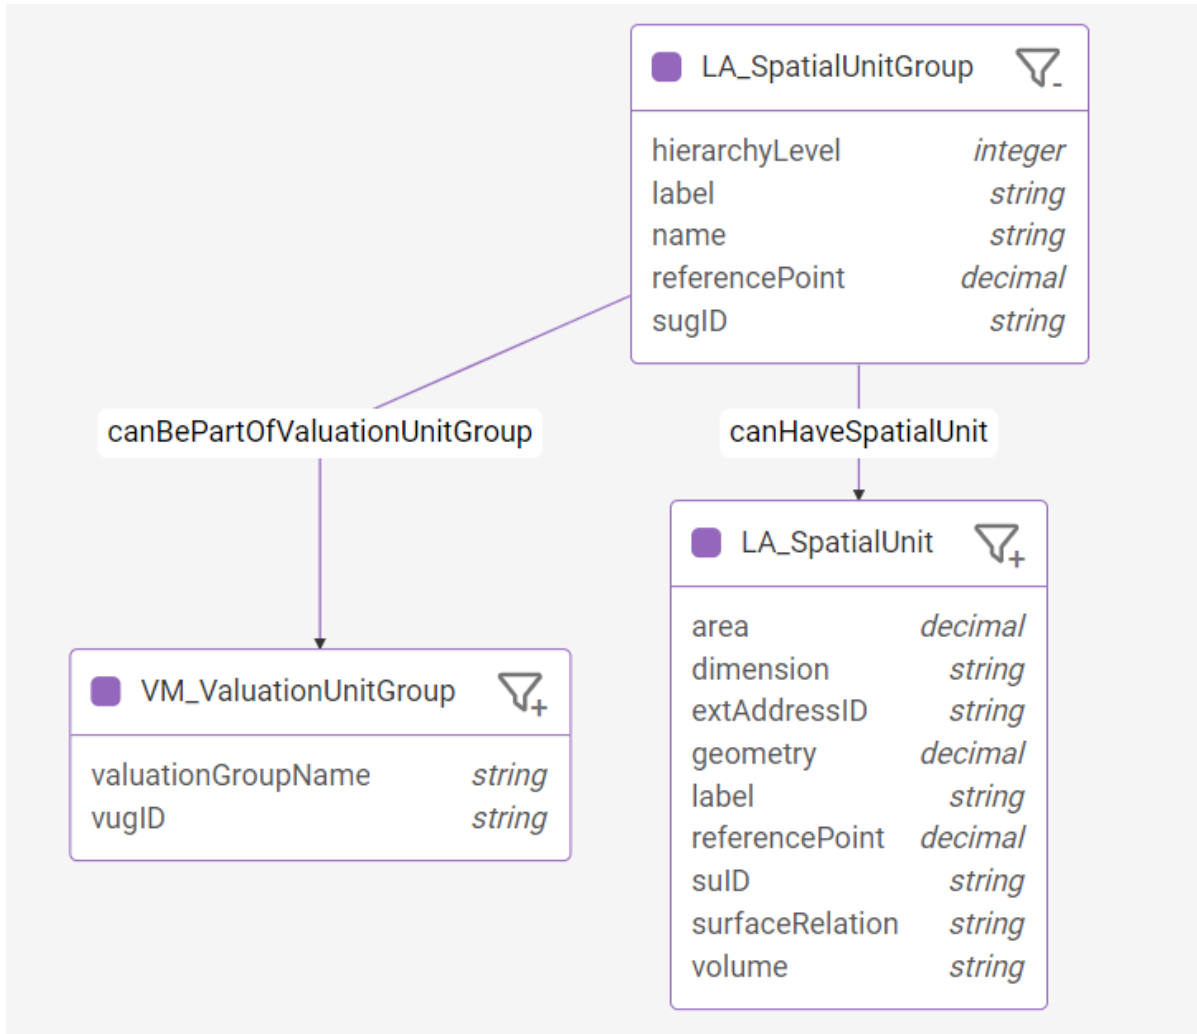 LA_SpatialUnitGroup
hierarchyLevel integer
label string
name string
referencePoint decimal
sugID string
canBePartOfValuationUnitGroup
canHaveSpatialUnit
LA_SpatialUnit
area decimal
dimension string
extAddressID string
geometry decimal
label string
referencePoint decimal
suID string
surfaceRelation string
volume string
VM_ValuationUnitGroup
valuationGroupName string
vugID string